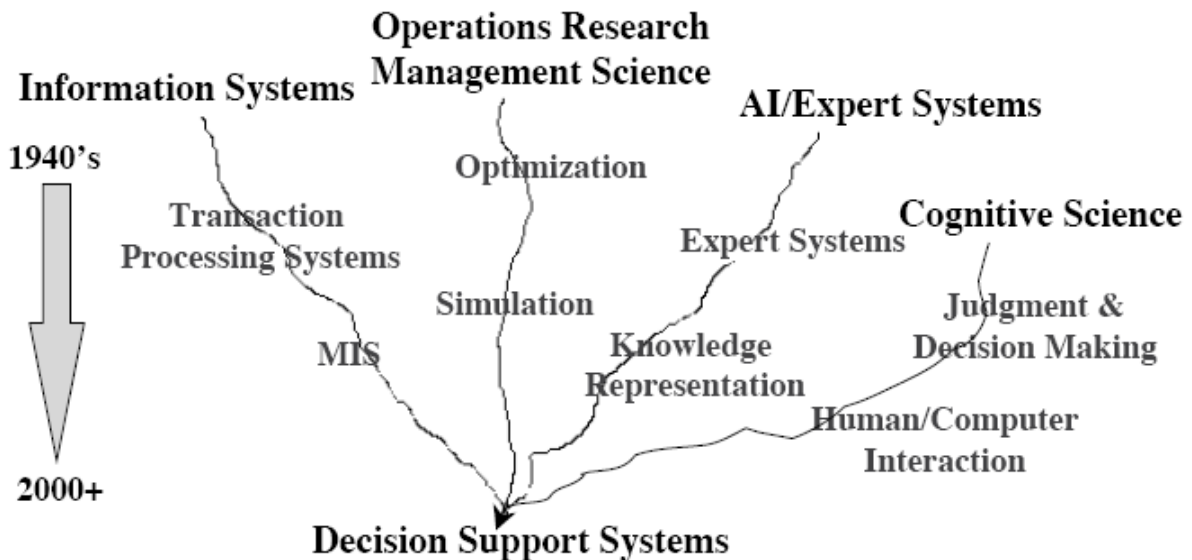 Operations Research
Management Science
Information Systems
AI/Expert Systems
1940’s
Optimization
Transaction
Processing Systems
Cognitive Science
Expert Systems
Simulation
Judgment &
Decision Making
MIS
Knowledge
Representation
Human/Computer
Interaction
2000+
Decision Support Systems